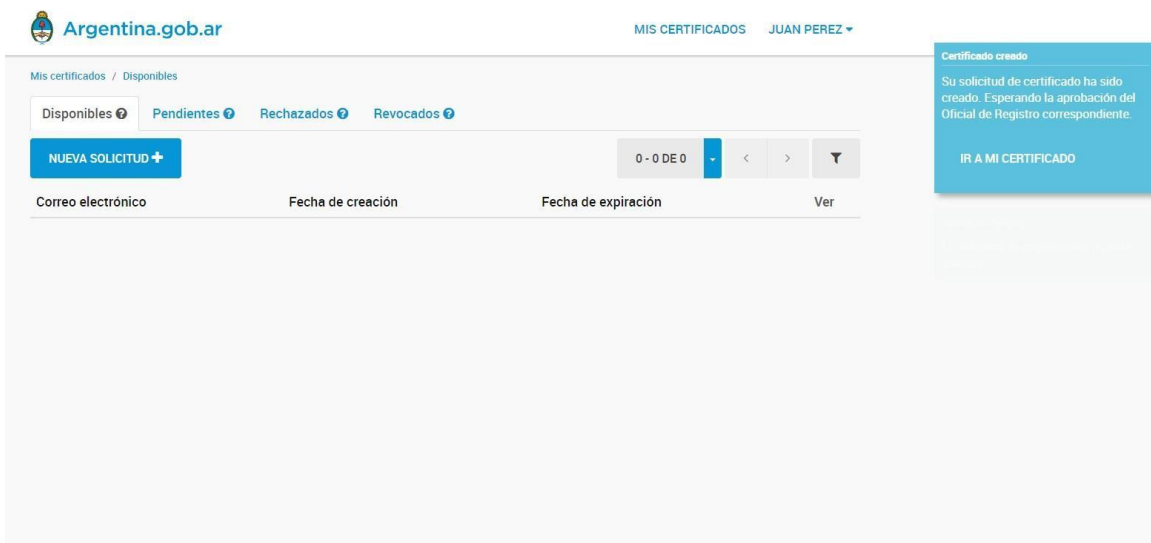 Argentina.gob.ar
MIS CERTIFICADOS JUAN PEREZ
Mis certificados / Disponibles
Disponibles Pendientes Rechazados Revocados
NUEVA SOLICITUD
0 - 0 DE 0 < >
Correo electrónico Fecha de creación Fecha de expiración Ver
Certificado creado
Su solicitud de certificado ha sido
creado. Esperando la aprobación del
Oficial de Registro correspondiente.
IR A MI CERTIFICADO